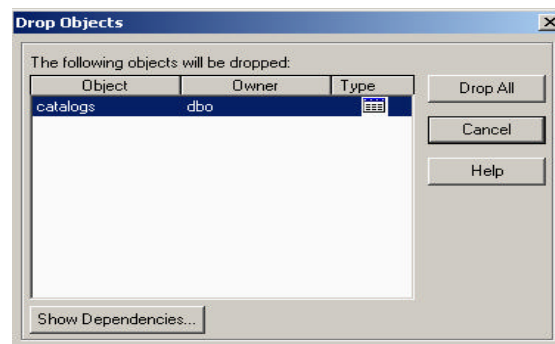 Drop Objects
The following objects will be dropped:
Object Owner Type
catalogs dbo
Drop All
Cancel
Help
Show Dependencies...